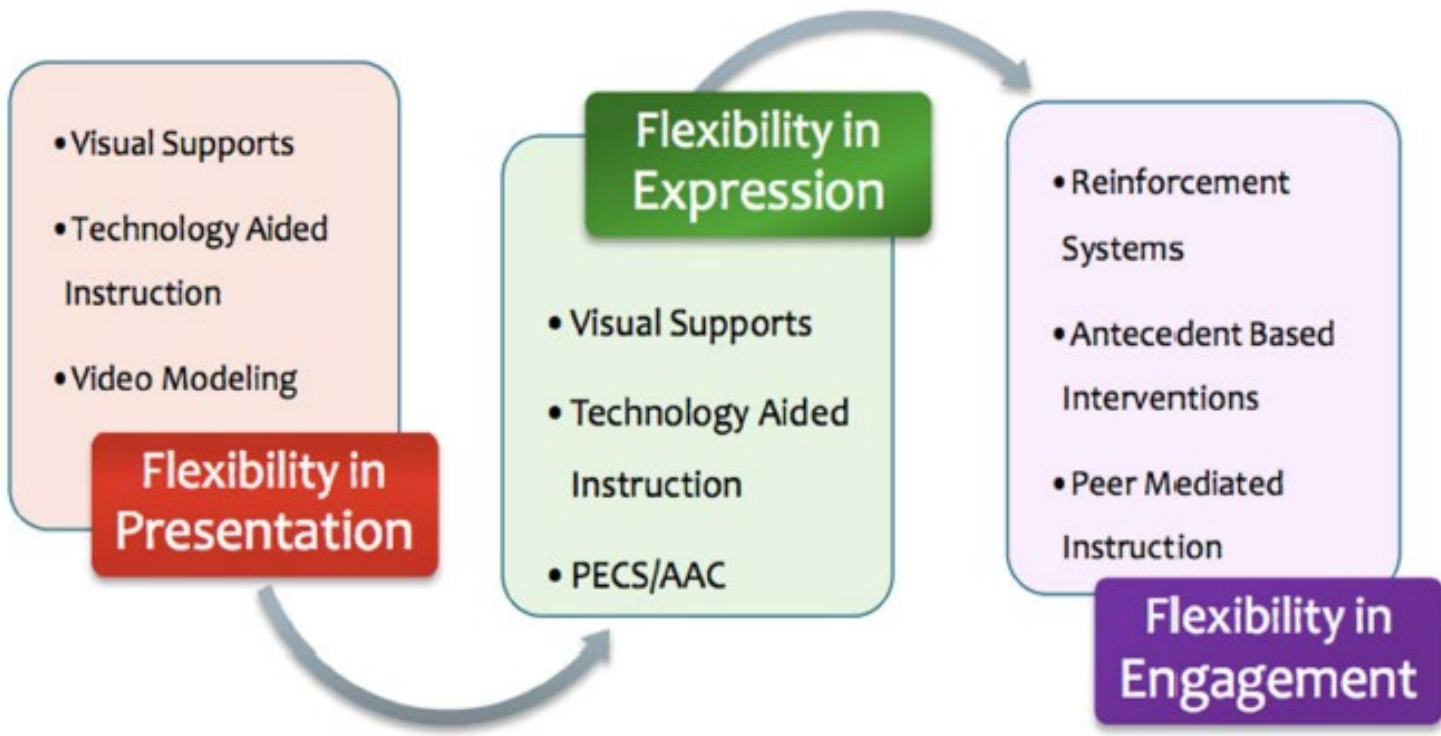 •Visual Supports
•Technology Aided
Instruction
•Video Modeling
Flexibility in
Presentation
Flexibility in
Expression
• Visual Supports
• Technology Aided
Instruction
• PECS/AAC
•Reinforcement
Systems
•Antecedent Based
Interventions
•Peer Mediated
Instruction
Flexibility in
Engagement